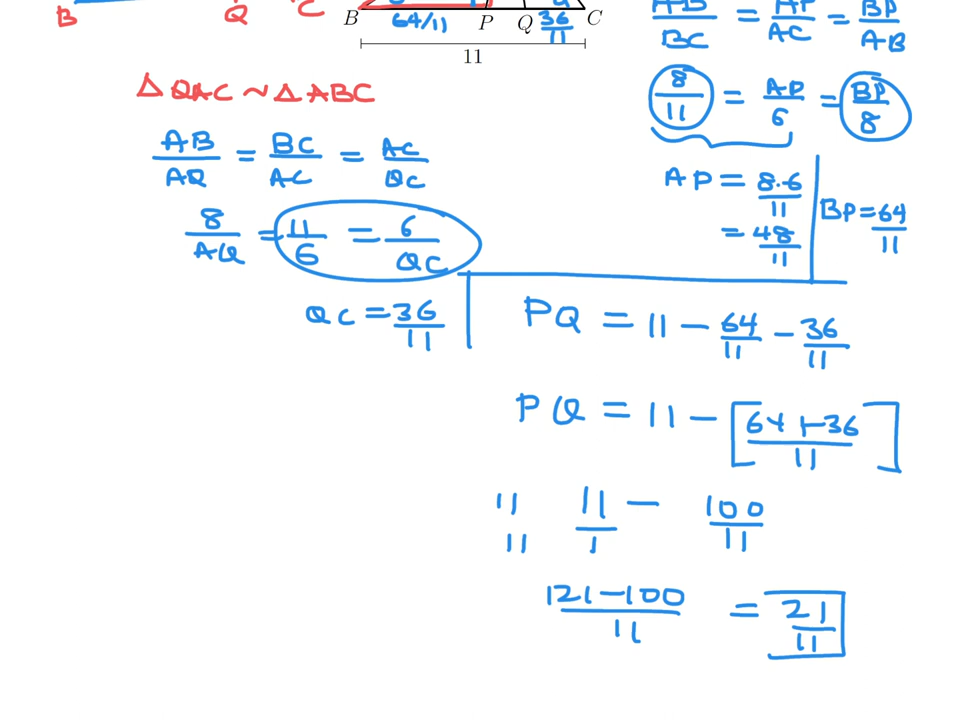 B Q C
B 64/11 P Q 36/11 C
11
AB/BC = AP/AC = BP/AB
Δ QAC ~ Δ ABC
8/11 = AP/6 = BP/8
AB/AQ = BC/AC = AC/QC
AP = 8·6/11
= 48/11
BP = 64/11
8/AQ = 11/6 = 6/QC
QC = 36/11
PQ = 11 - 64/11 - 36/11
PQ = 11 - [64+36/11]
11/1 - 100/11
121-100/11 = 21/11